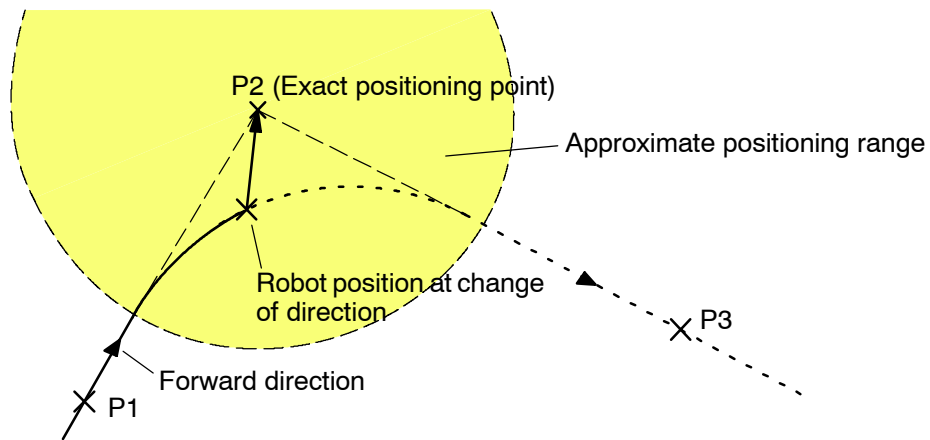 P2 (Exact positioning point)
Approximate positioning range
Robot position at change
of direction
P3
Forward direction
P1